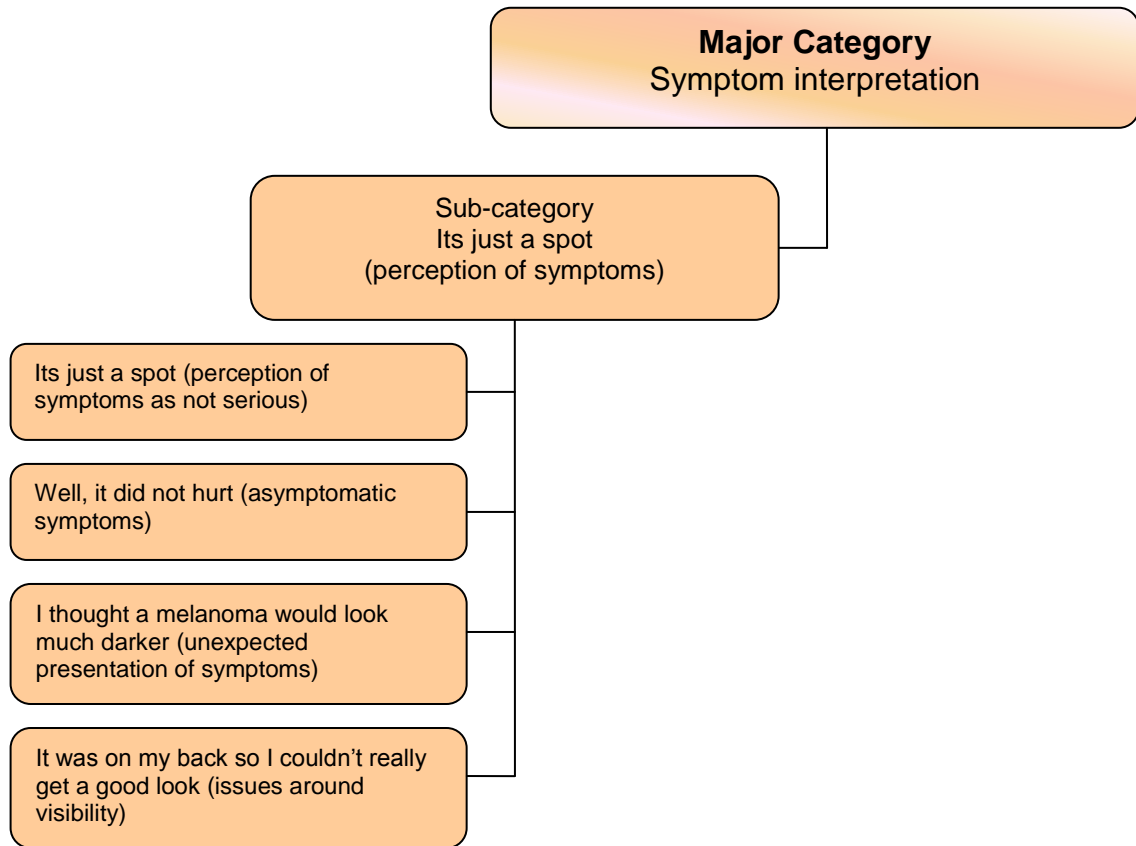 Major Category
Symptom interpretation
Sub-category
Its just a spot
(perception of symptoms)
Its just a spot (perception of
symptoms as not serious)
Well, it did not hurt (asymptomatic
symptoms)
I thought a melanoma would look
much darker (unexpected
presentation of symptoms)
It was on my back so I couldn’t really
get a good look (issues around
visibility)